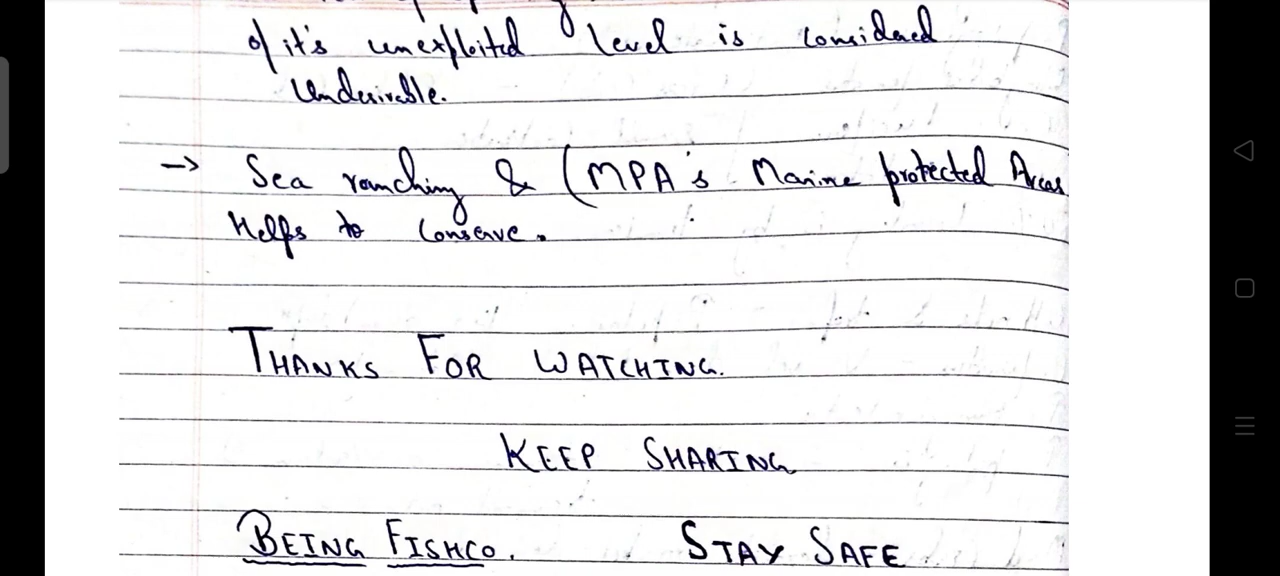 of it's unexploited level is considered
Undesirable.
→ Sea ranching & (MPA's Marine protected Areas
Helps to Conserve.
THANKS FOR WATCHING.
KEEP SHARING
BEING FISHCO. STAY SAFE